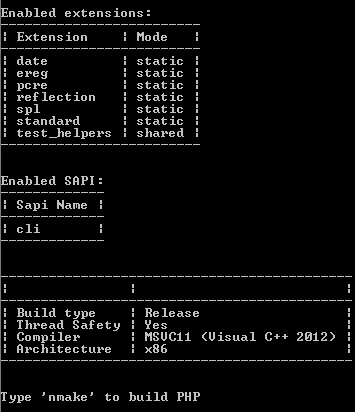 Enabled extensions:
-----------------------------
| Extension | Mode |
-----------------------------
| date | static |
| ereg | static |
| pcre | static |
| reflection | static |
| spl | static |
| standard | static |
| test_helpers | shared |
-----------------------------
Enabled SAPI:
---------------
| Sapi Name |
---------------
| cli |
---------------
--------------------------------------------------
| | |
--------------------------------------------------
| Build type | Release |
| Thread Safety | Yes |
| Compiler | MSVC11 (Visual C++ 2012) |
| Architecture | x86 |
--------------------------------------------------
Type 'nmake' to build PHP